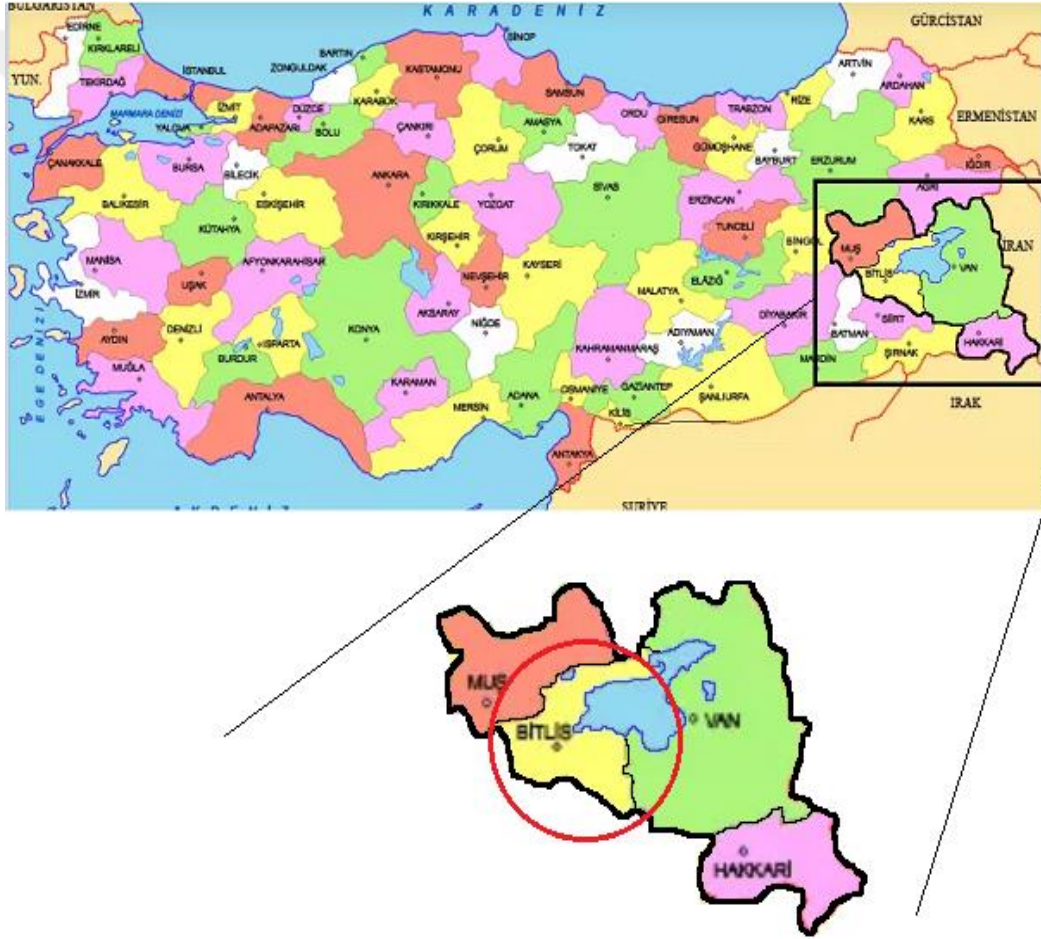 BULGARİSTAN
KARADENİZ
GÜRCİSTAN
EDİRNE
KIRKLARELİ
SİNOP
BARTIN
ARTVİN
YUN.
TEKİRDAĞ
İSTANBUL
ZONGULDAK
KASTAMONU
ARDAHAN
KARABÜK
SAMSUN
RİZE
İZMİT
DÜZCE
ORDU
GİRESUN
TRABZON
KARS
ERMENİSTAN
MARMARA DENİZİ
YALOVA
ADAPAZARI
BOLU
ÇANKIRI
AMASYA
GÜMÜŞHANE
ÇANAKKALE
BURSA
BİLECİK
ÇORUM
TOKAT
BAYBURT
ERZURUM
IĞDIR
ANKARA
SİVAS
AĞRI
BALIKESİR
ESKİŞEHİR
KIRIKKALE
YOZGAT
ERZİNCAN
KÜTAHYA
KIRŞEHİR
TUNCELİ
BİNGÖL
MUŞ
İRAN
MANİSA
AFYONKARAHİSAR
NEVŞEHİR
KAYSERİ
ELAZIĞ
BİTLİS
VAN
İZMİR
UŞAK
AKSARAY
MALATYA
EGE DENİZİ
AYDIN
DENİZLİ
KONYA
NİĞDE
ADIYAMAN
DİYABAKİR
BATMAN
SİİRT
BURDUR
ISPARTA
KAHRAMANMARAŞ
MARDİN
ŞIRNAK
HAKKARİ
MUĞLA
KARAMAN
ANTALYA
MERSİN
ADANA
OSMANİYE
GAZİANTEP
ŞANLIURFA
KİLİS
IRAK
ANTAKYA
AKDENİZ
SURİYE
MUŞ
BİTLİS
VAN
HAKKARİ